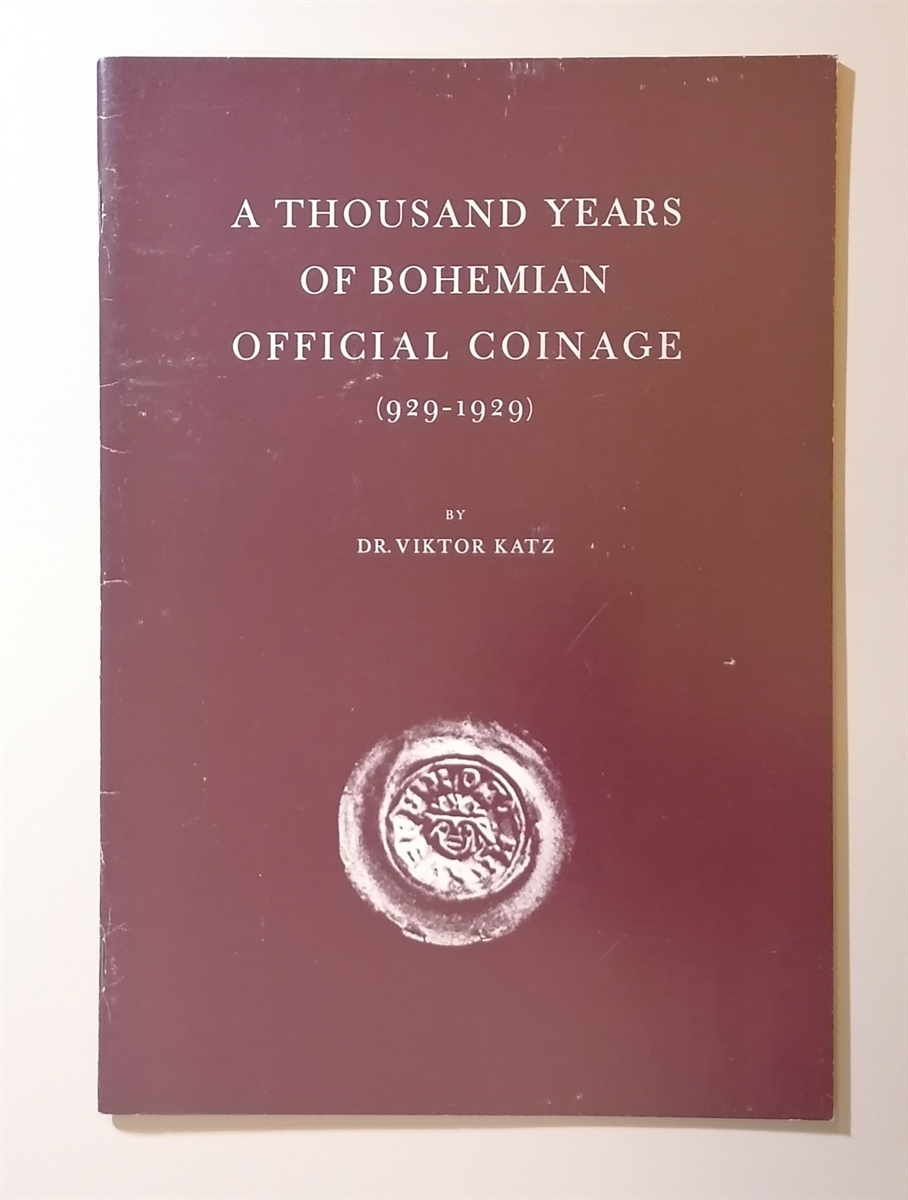 A THOUSAND YEARS
OF BOHEMIAN
OFFICIAL COINAGE
(929-1929)
BY
DR. VIKTOR KATZ